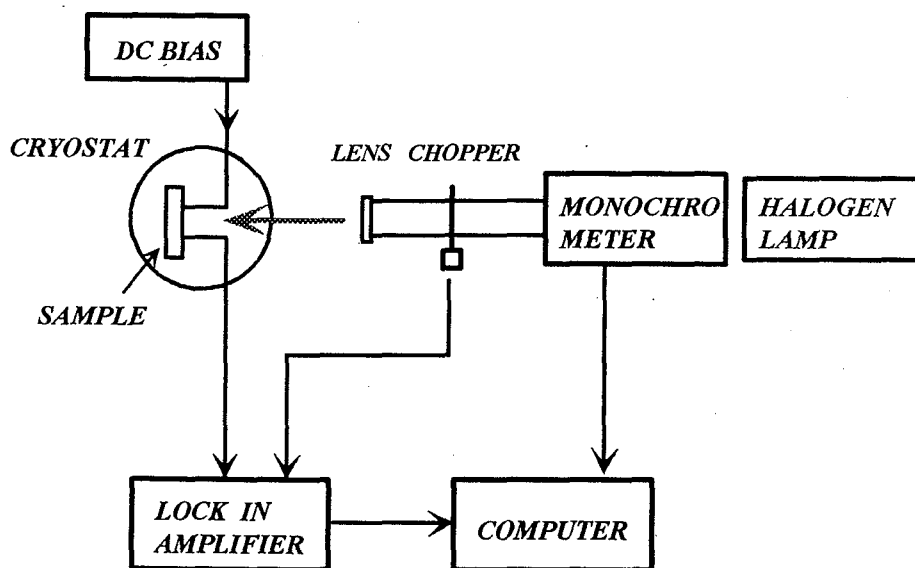 DC BIAS
CRYOSTAT
LENS CHOPPER
MONOCHRO
METER
HALOGEN
LAMP
SAMPLE
LOCK IN
AMPLIFIER
COMPUTER